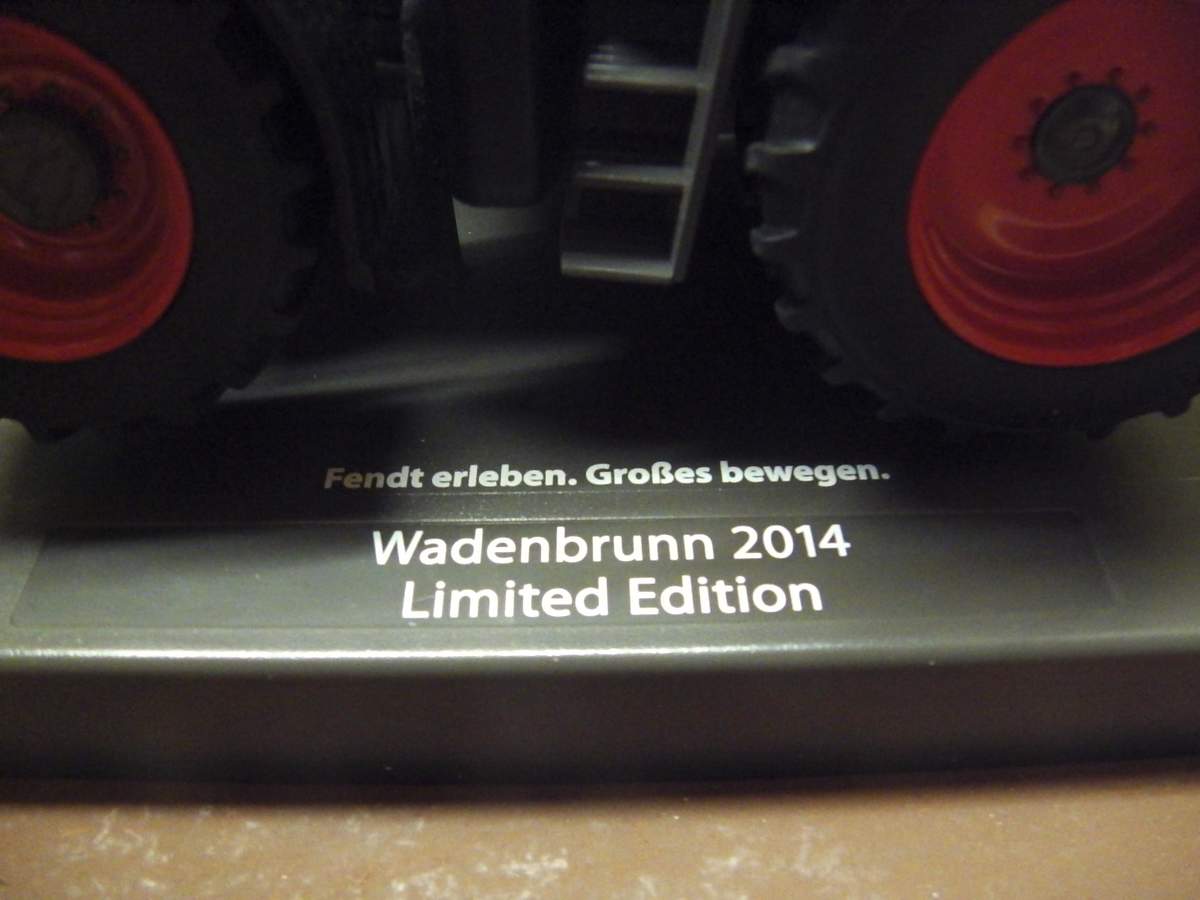 Fendt erleben. Großes bewegen.
Wadenbrunn 2014
Limited Edition